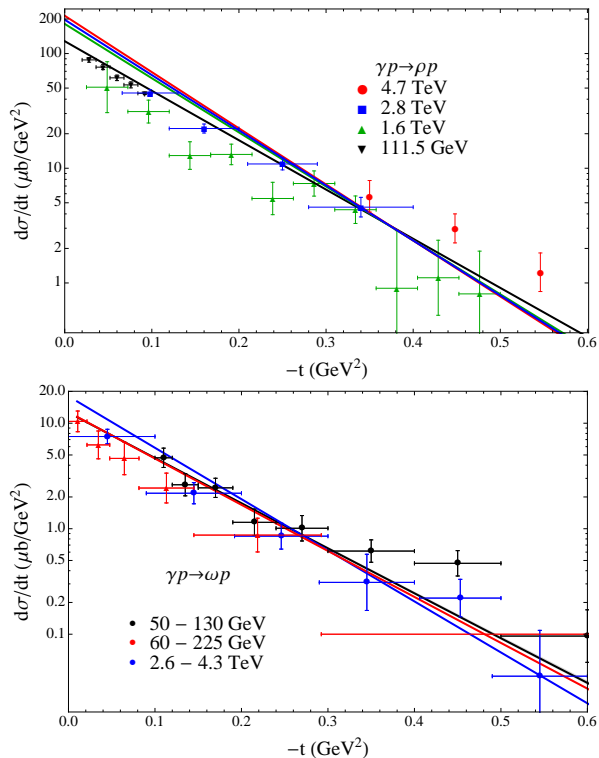 200
100
50
20
10
5
2
1
dσ/dt (μb/GeV²)
γp→ρp
4.7 TeV
2.8 TeV
1.6 TeV
111.5 GeV
0.0 0.1 0.2 0.3 0.4 0.5 0.6
−t (GeV²)
20.0
10.0
5.0
2.0
1.0
0.5
0.2
0.1
dσ/dt (μb/GeV²)
γp→ωp
50 − 130 GeV
60 − 225 GeV
2.6 − 4.3 TeV
0.0 0.1 0.2 0.3 0.4 0.5 0.6
−t (GeV²)